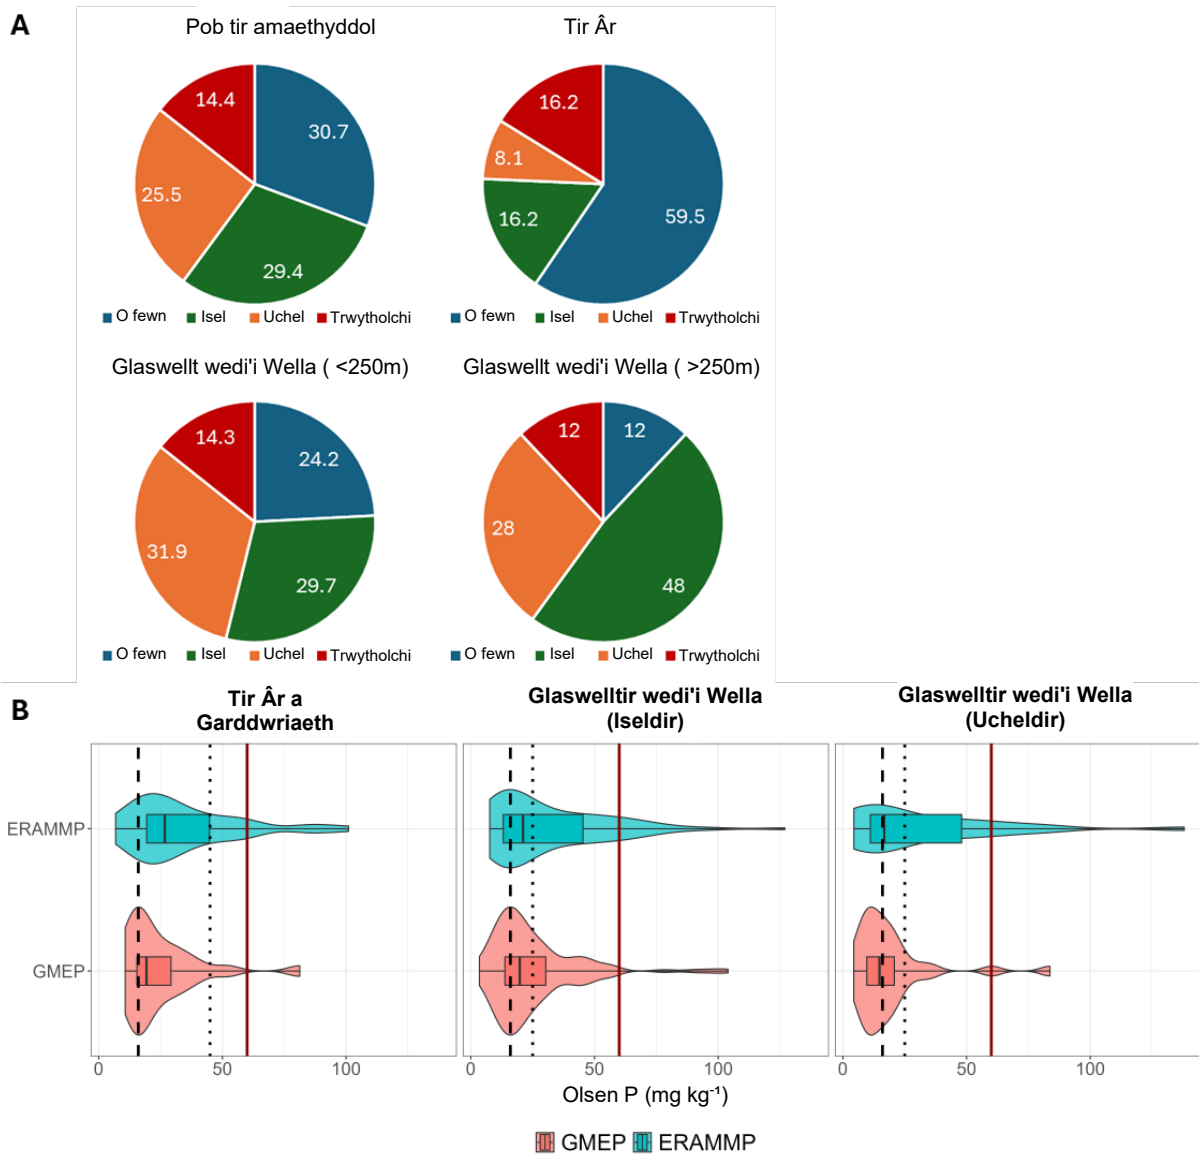 A
Pob tir amaethyddol
Tir Âr
14.4
30.7
25.5
29.4
16.2
8.1
16.2
59.5
O fewn Isel Uchel Trwytholchi
O fewn Isel Uchel Trwytholchi
Glaswellt wedi'i Wella ( <250m)
Glaswellt wedi'i Wella ( >250m)
14.3
24.2
31.9
29.7
12
12
28
48
O fewn Isel Uchel Trwytholchi
O fewn Isel Uchel Trwytholchi
B
Tir Âr a
Garddwriaeth
Glaswelltir wedi'i Wella
(Iseldir)
Glaswelltir wedi'i Wella
(Ucheldir)
ERAMMP
GMEP
0 50 100
0 50 100
0 50 100
Olsen P (mg kg⁻¹)
GMEP ERAMMP